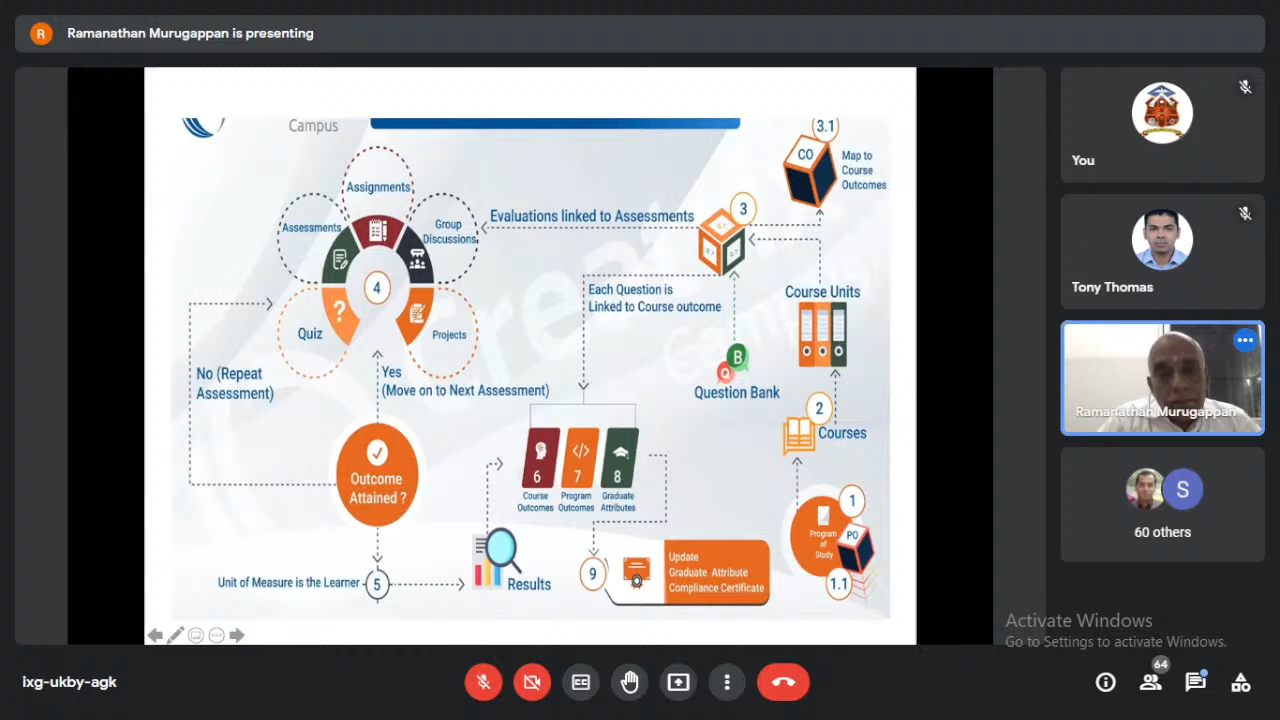 R Ramanathan Murugappan is presenting
Campus
3.1
CO
Map to
Course
Outcomes
Assignments
Assessments
Group
Discussions
Evaluations linked to Assessments
3
4
Each Question is
Linked to Course outcome
Course Units
Quiz
?
Projects
No (Repeat
Assessment)
Yes
(Move on to Next Assessment)
B
Q
Question Bank
2
Courses
Outcome
Attained ?
6
7
8
Course
Outcomes
Program
Outcomes
Graduate
Attributes
1
Program
of
Study
PO
1.1
Unit of Measure is the Learner
5
Results
9
Update
Graduate Attribute
Compliance Certificate
You
Tony Thomas
Ramanathan Murugappan
S
60 others
Activate Windows
Go to Settings to activate Windows.
ixg-ukby-agk
64